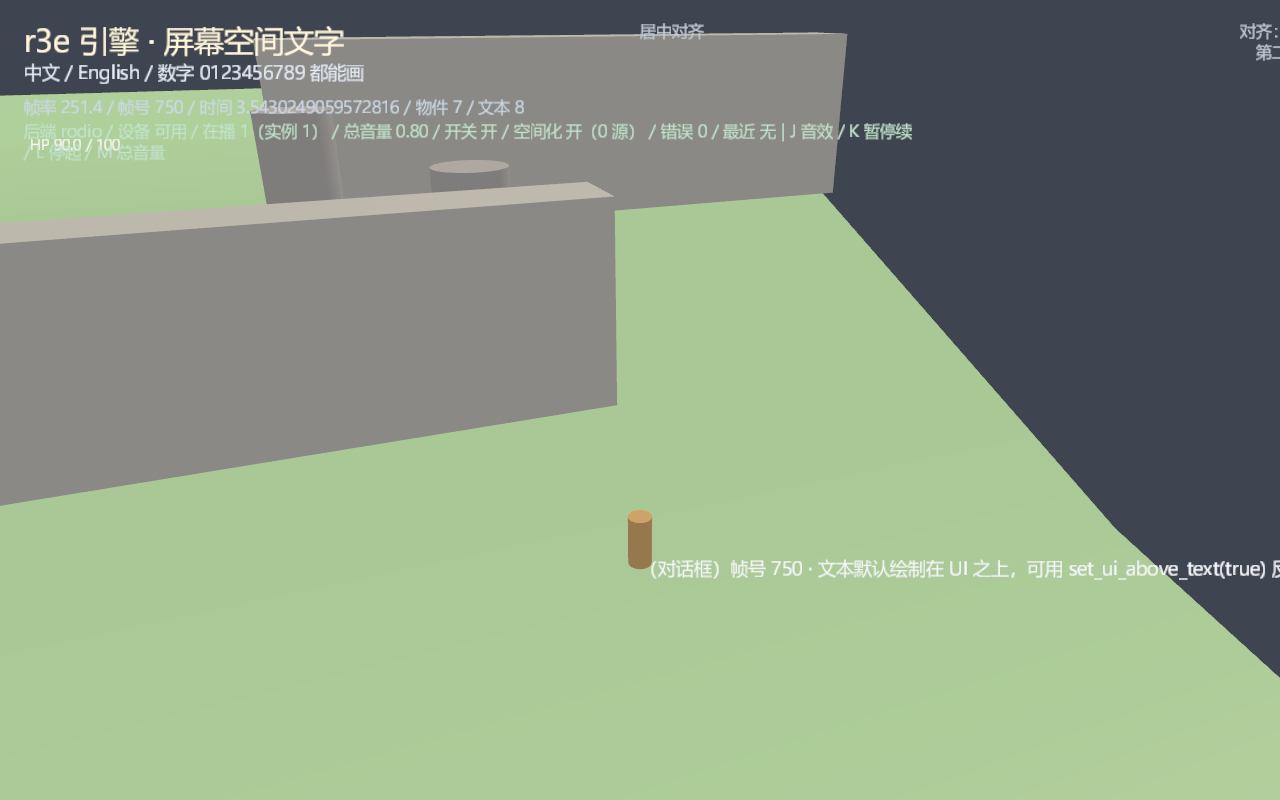 r3e 引擎 · 屏幕空间文字
居中对齐
对齐:
第二
中文 / English / 数字 0123456789 都能画
帧率 251.4 / 帧号 750 / 时间 3.5430249059572816 / 物件 7 / 文本 8
后端 rodio / 设备 可用 / 在播 1（实例 1） / 总音量 0.80 / 开关 开 / 空间化 开（0 源） / 错误 0 / 最近 无 | J 音效 / K 暂停续
/ L 停起 / M 总音量
HP 90.0 / 100
（对话框）帧号 750 · 文本默认绘制在 UI 之上，可用 set_ui_above_text(true)